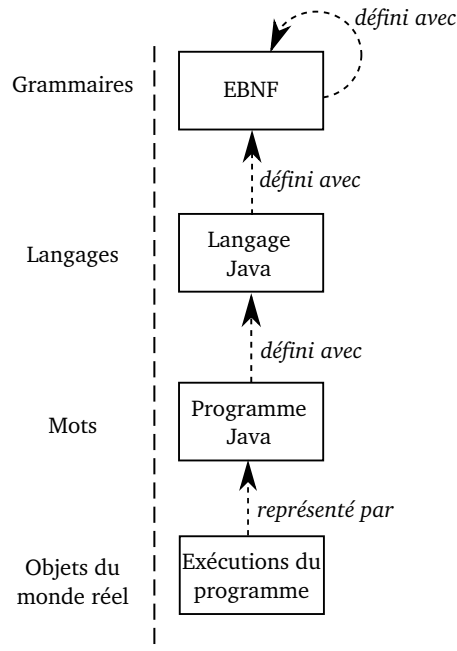 défini avec
Grammaires
EBNF
défini avec
Langages
Langage
Java
défini avec
Mots
Programme
Java
représenté par
Objets du
monde réel
Exécutions du
programme